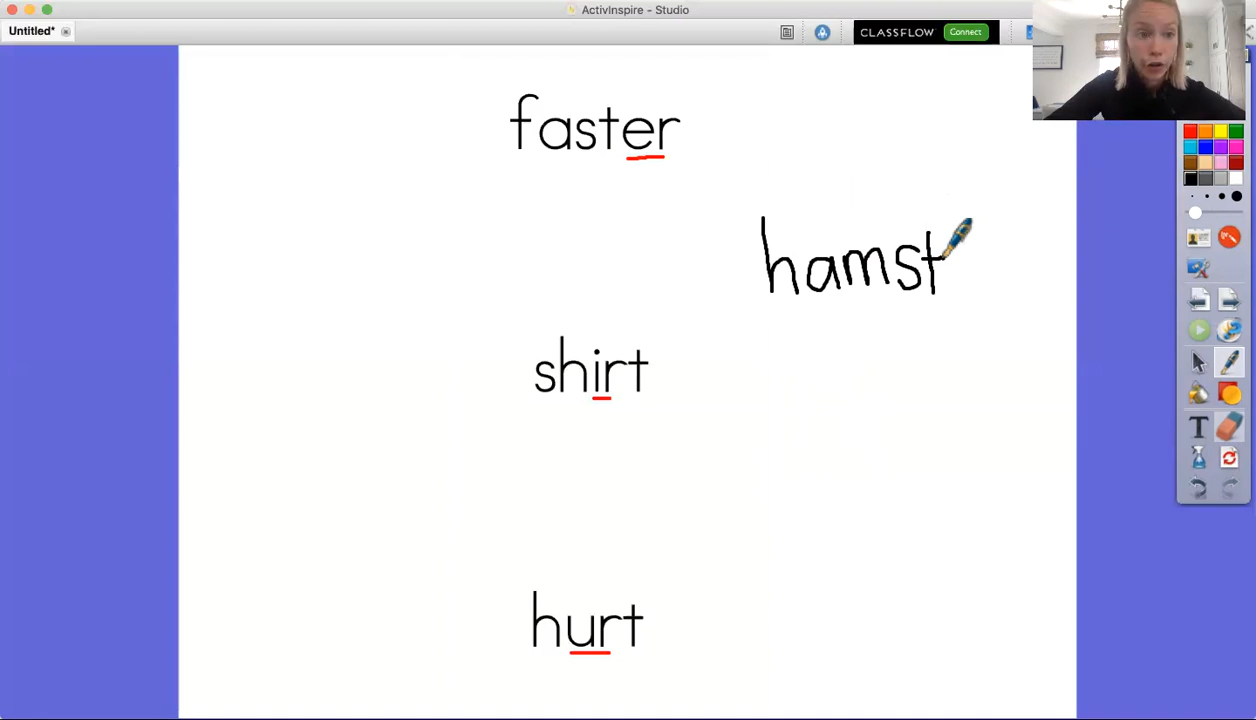 ActivInspire - Studio
Untitled*
CLASSFLOW Connect
faster
hamst
shirt
hurt
T